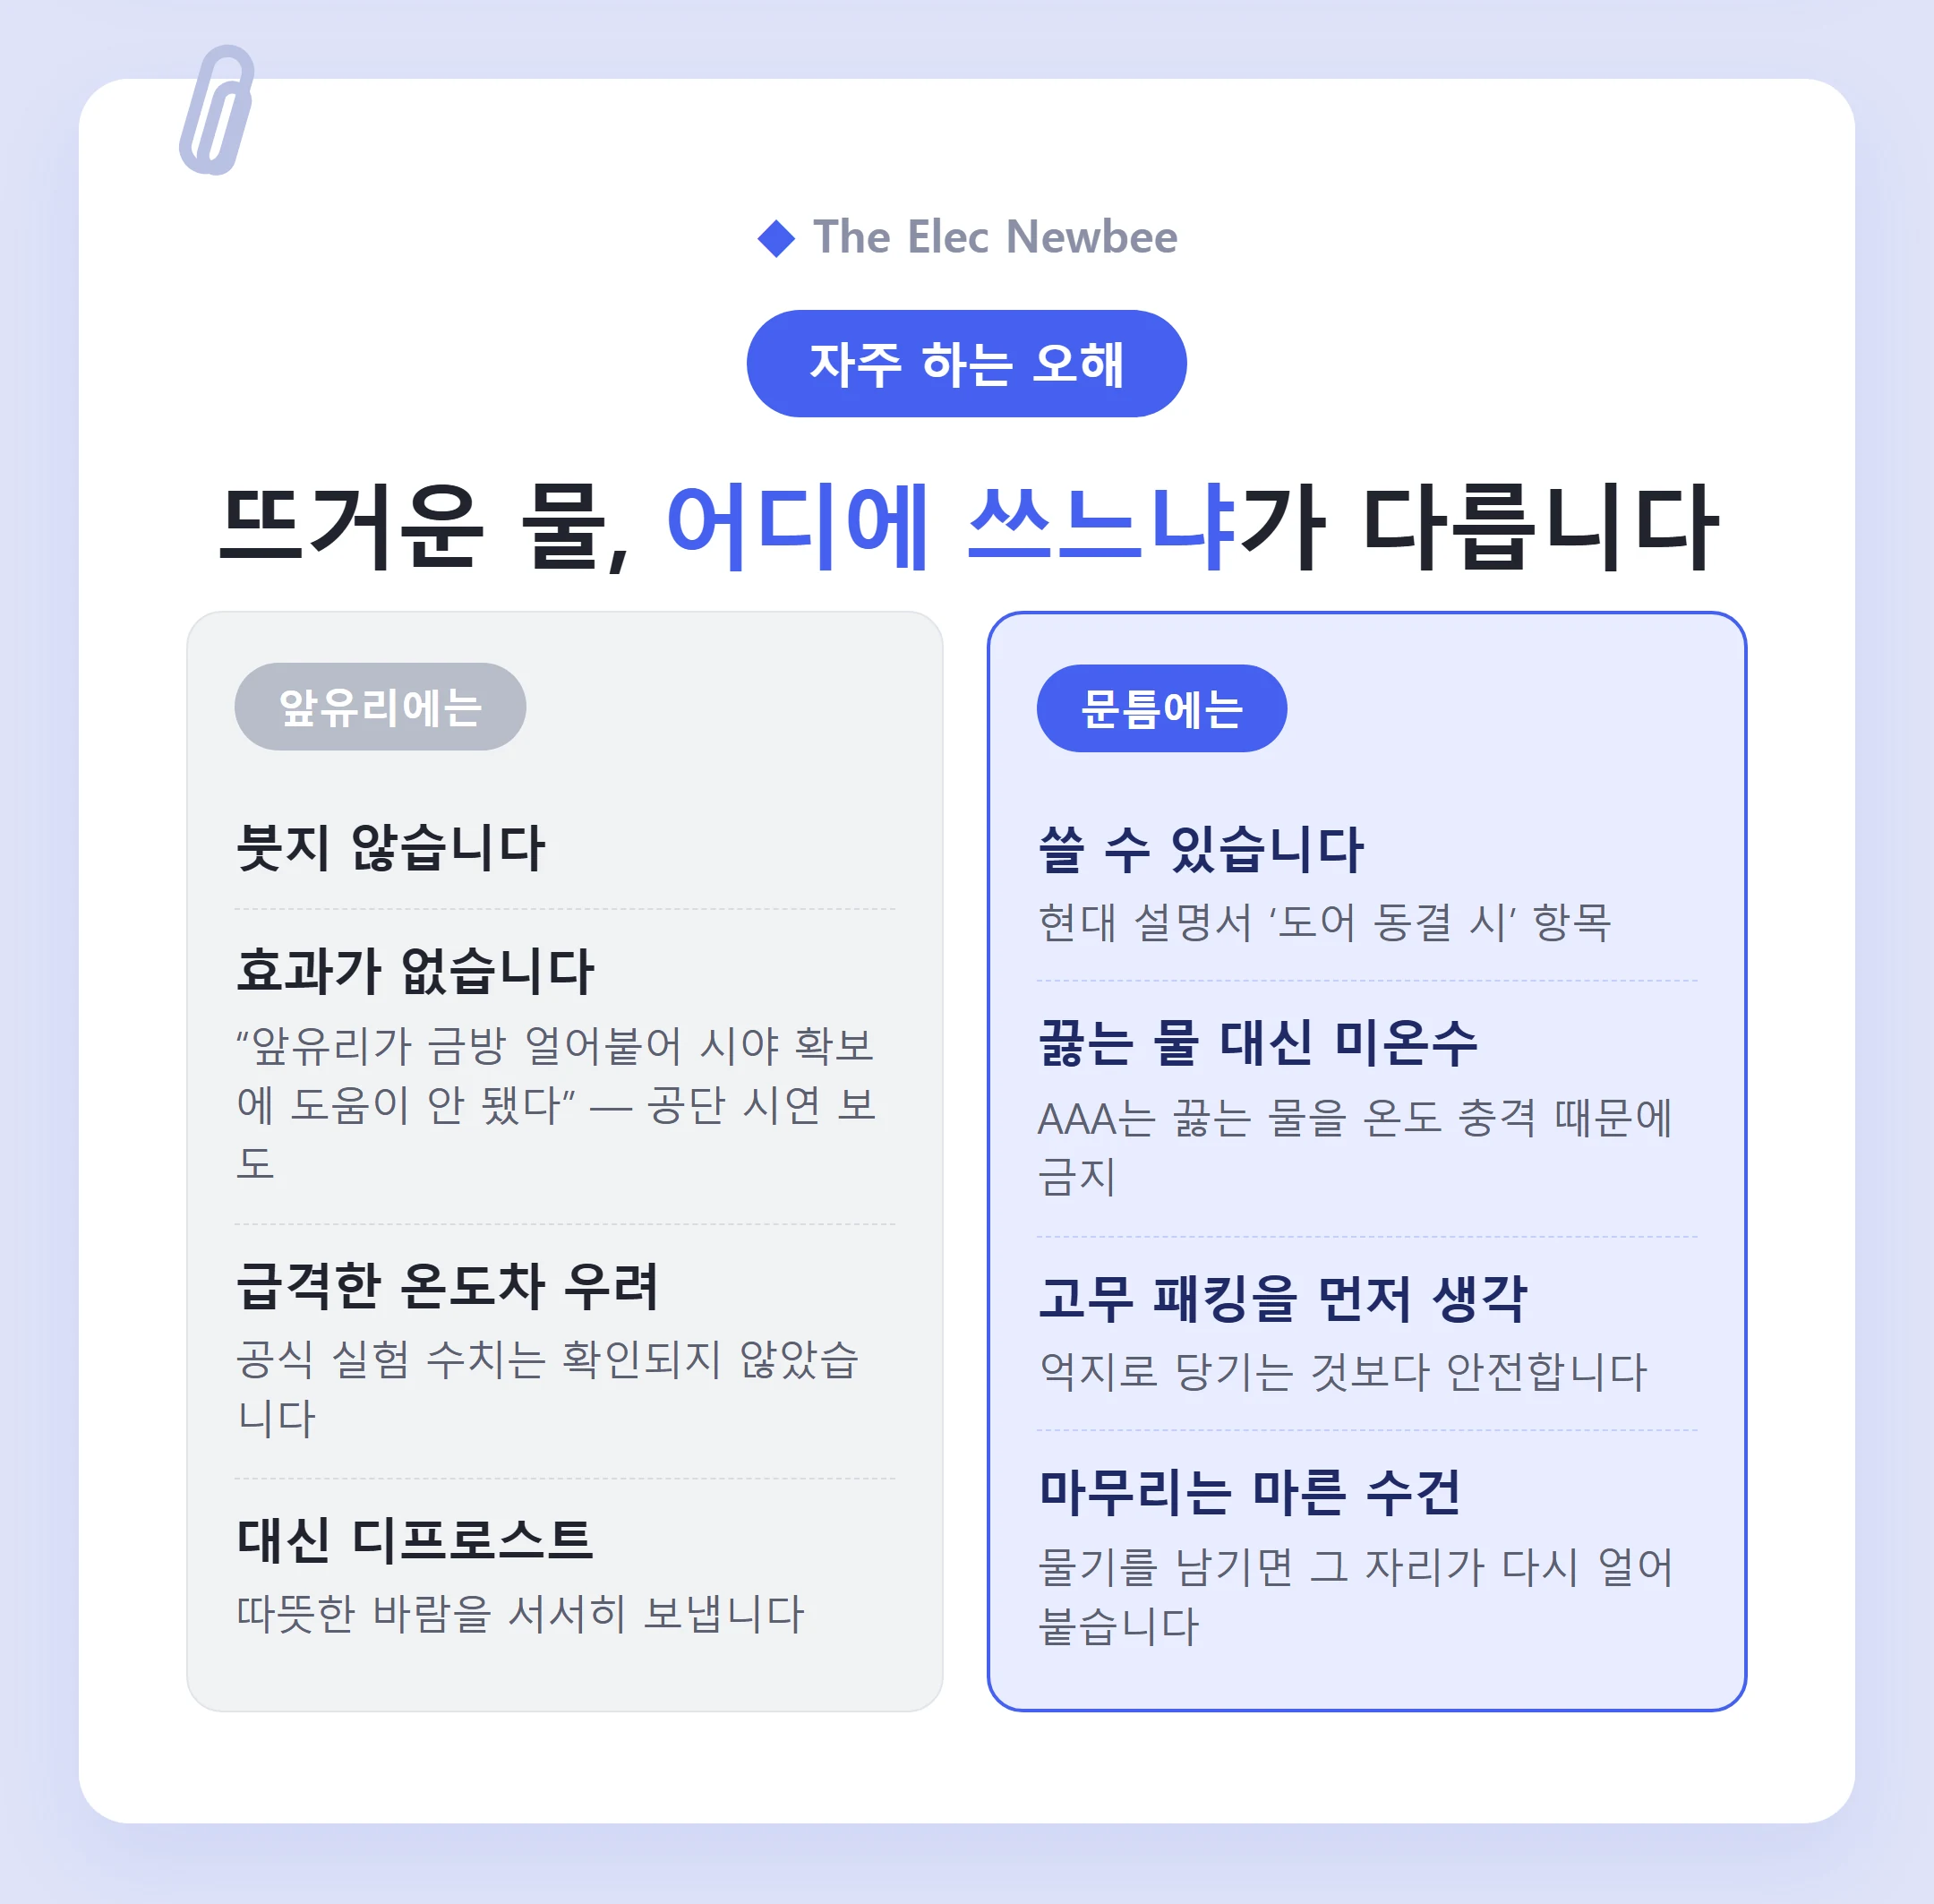 The Elec Newbee
자주 하는 오해
뜨거운 물, 어디에 쓰느냐가 다릅니다
앞유리에는
붓지 않습니다
효과가 없습니다
“앞유리가 금방 얼어붙어 시야 확보
에 도움이 안 됐다” — 공단 시연 보
도
급격한 온도차 우려
공식 실험 수치는 확인되지 않았습
니다
대신 디프로스트
따뜻한 바람을 서서히 보냅니다
문틈에는
쓸 수 있습니다
현대 설명서 ‘도어 동결 시’ 항목
끓는 물 대신 미온수
AAA는 끓는 물을 온도 충격 때문에
금지
고무 패킹을 먼저 생각
억지로 당기는 것보다 안전합니다
마무리는 마른 수건
물기를 남기면 그 자리가 다시 얼어
붙습니다